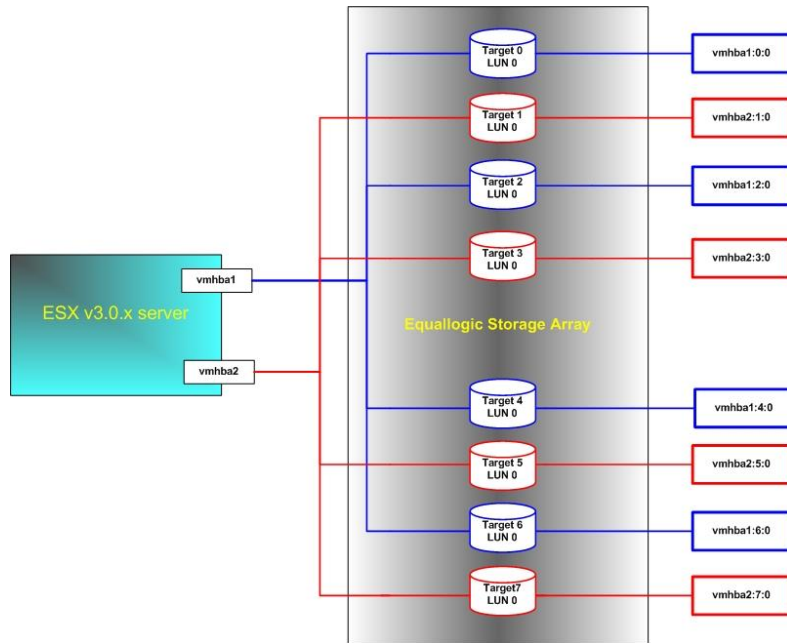 Target 0
LUN 0
vmhba1:0:0
Target 1
LUN 0
vmhba2:1:0
Target 2
LUN 0
vmhba1:2:0
Target 3
LUN 0
vmhba2:3:0
vmhba1
ESX v3.0.x server
Equallogic Storage Array
vmhba2
Target 4
LUN 0
vmhba1:4:0
Target 5
LUN 0
vmhba2:5:0
Target 6
LUN 0
vmhba1:6:0
Target7
LUN 0
vmhba2:7:0